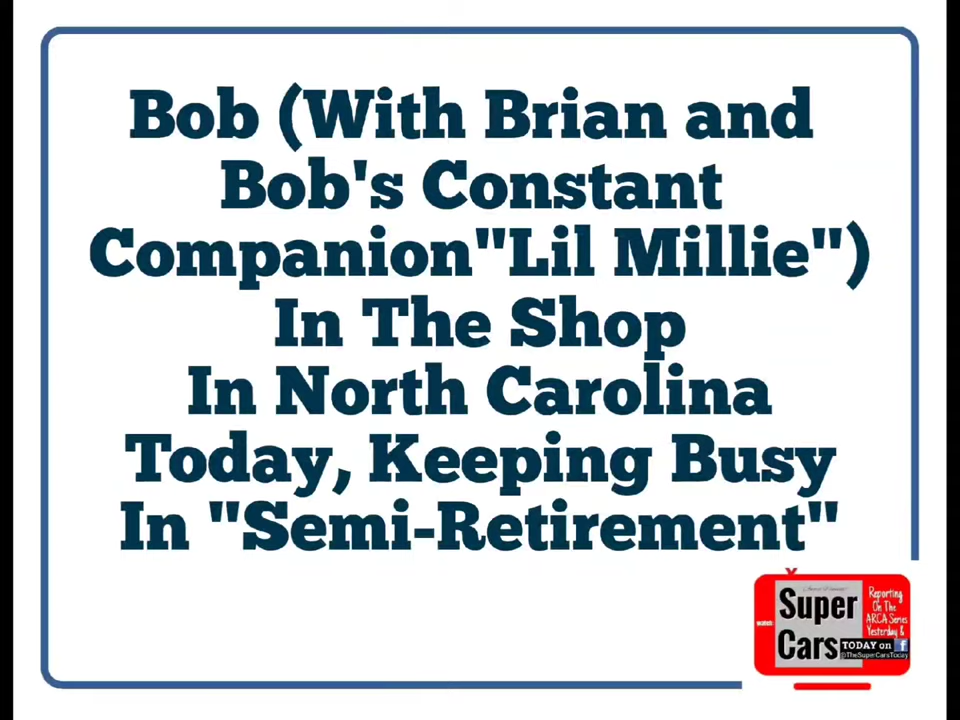 Bob (With Brian and
Bob's Constant
Companion"Lil Millie")
In The Shop
In North Carolina
Today, Keeping Busy
In "Semi-Retirement"
watch
Super
Cars
Reporting
On The
ARCA Series
Yesterday &
TODAY on f
@TheSuperCarsToday